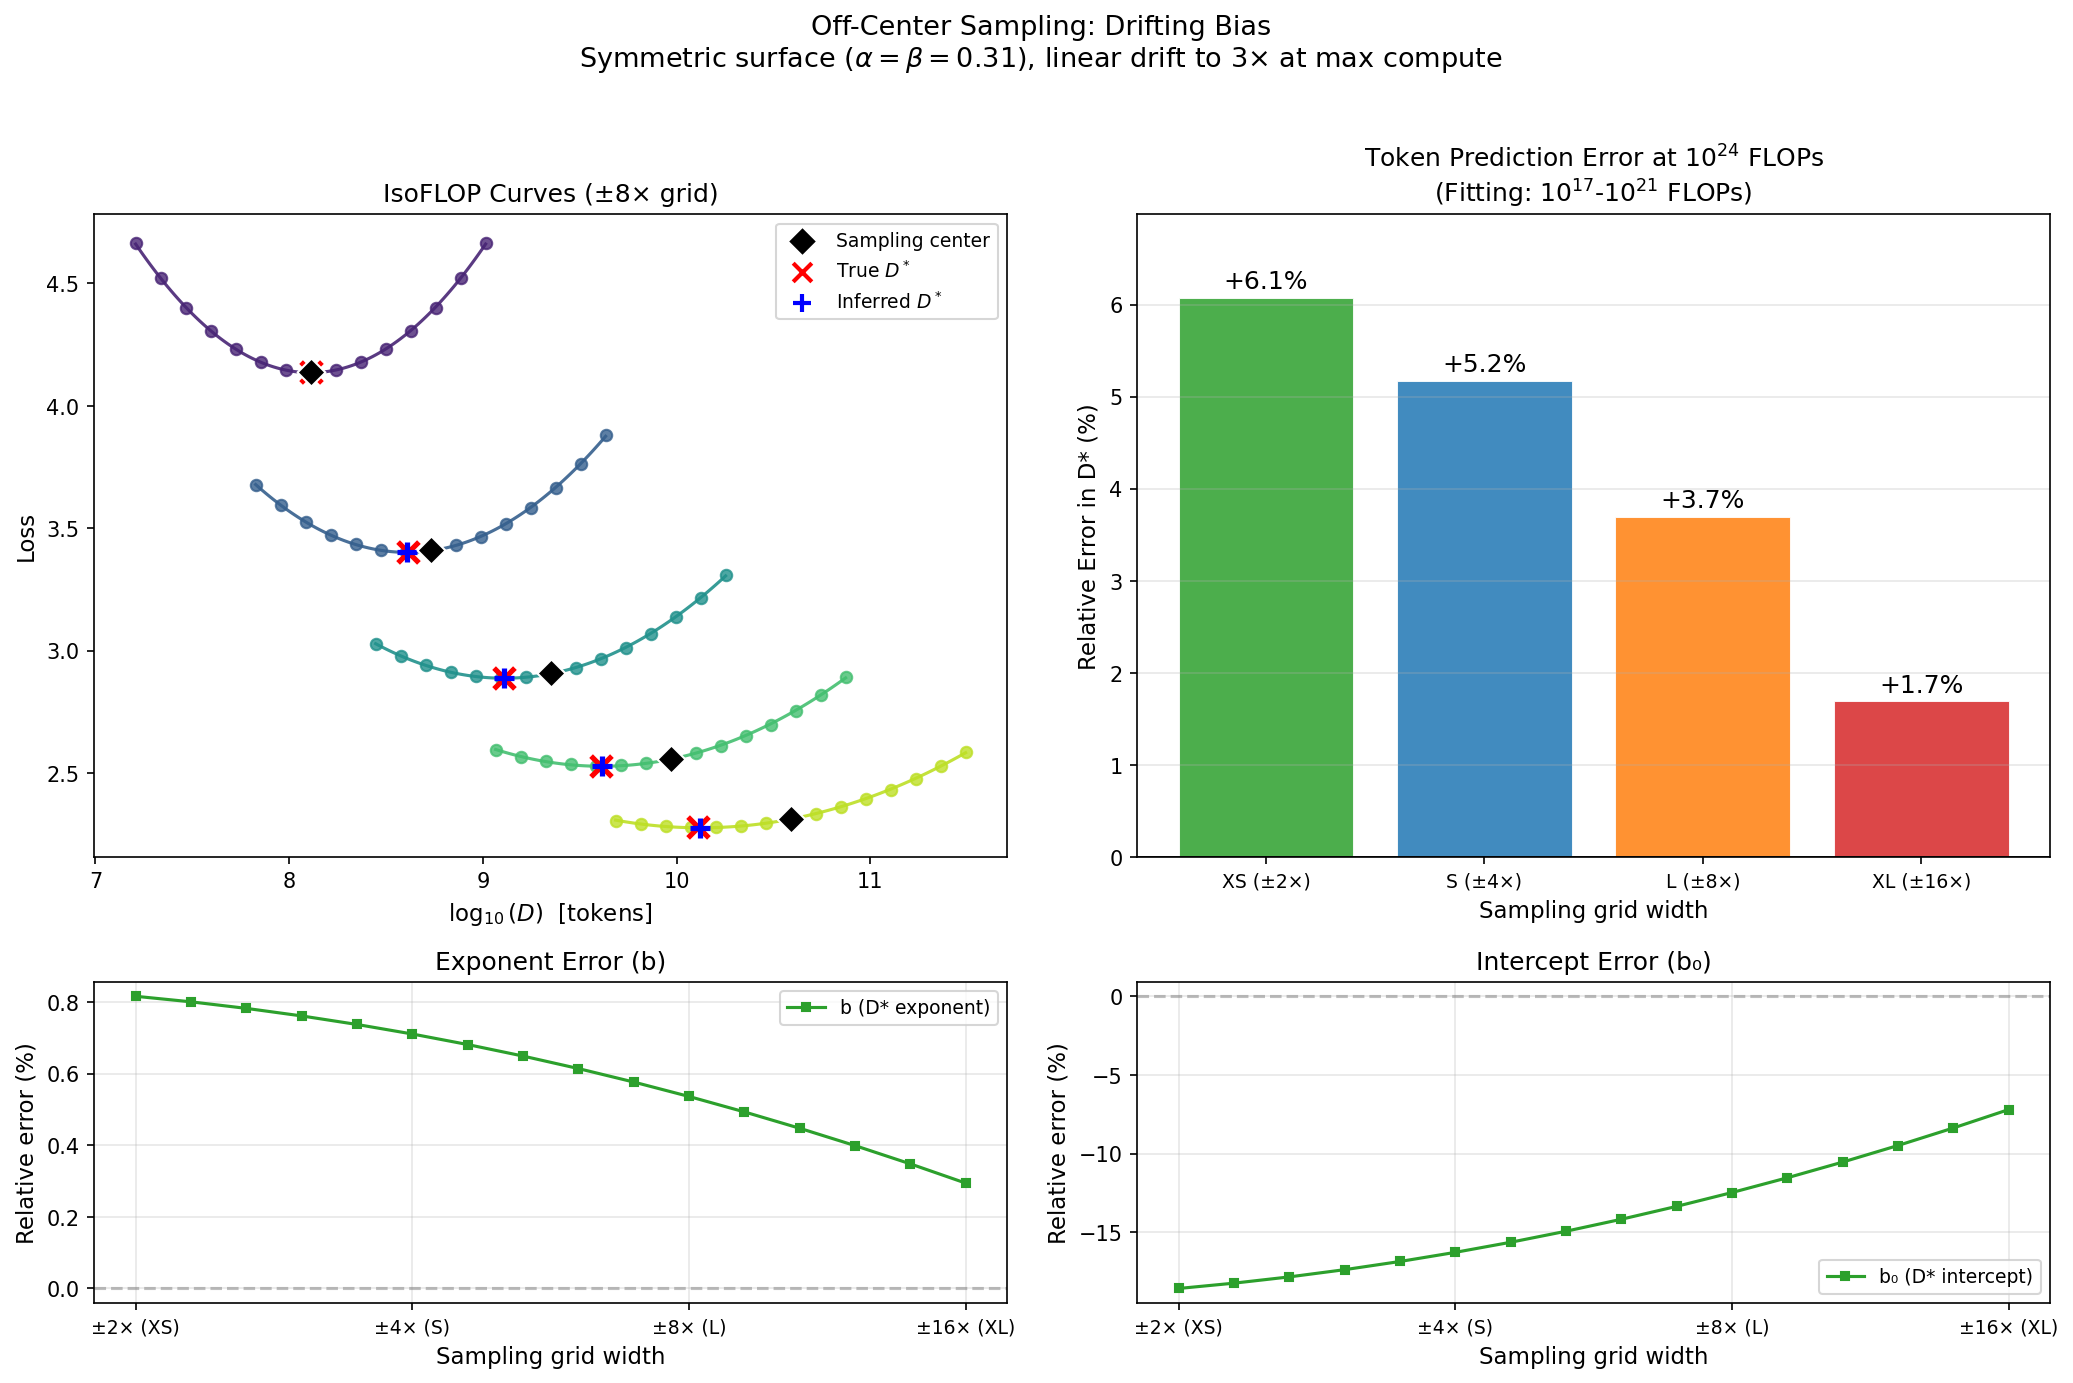 Off-Center Sampling: Drifting Bias
Symmetric surface (α = β = 0.31), linear drift to 3× at max compute
IsoFLOP Curves (±8× grid)
Sampling center
True D*
Inferred D*
4.5
4.0
3.5
3.0
2.5
Loss
7
8
9
10
11
log₁₀(D) [tokens]
Token Prediction Error at 10²⁴ FLOPs
(Fitting: 10¹⁷-10²¹ FLOPs)
+6.1%
+5.2%
+3.7%
+1.7%
6
5
4
3
2
1
0
Relative Error in D* (%)
XS (±2×)
S (±4×)
L (±8×)
XL (±16×)
Sampling grid width
Exponent Error (b)
b (D* exponent)
0.8
0.6
0.4
0.2
0.0
Relative error (%)
±2× (XS)
±4× (S)
±8× (L)
±16× (XL)
Sampling grid width
Intercept Error (b₀)
0
−5
−10
−15
Relative error (%)
b₀ (D* intercept)
±2× (XS)
±4× (S)
±8× (L)
±16× (XL)
Sampling grid width